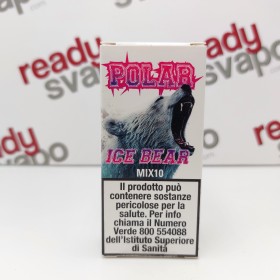 ready
svapo
ready
svapo
ready
svapo
POLAR
ICE BEAR
MIX10
Il prodotto può
contenere sostanze
pericolose per la
salute. Per info
chiama il Numero
Verde 800 554088
dell'Istituto Superiore
di Sanità